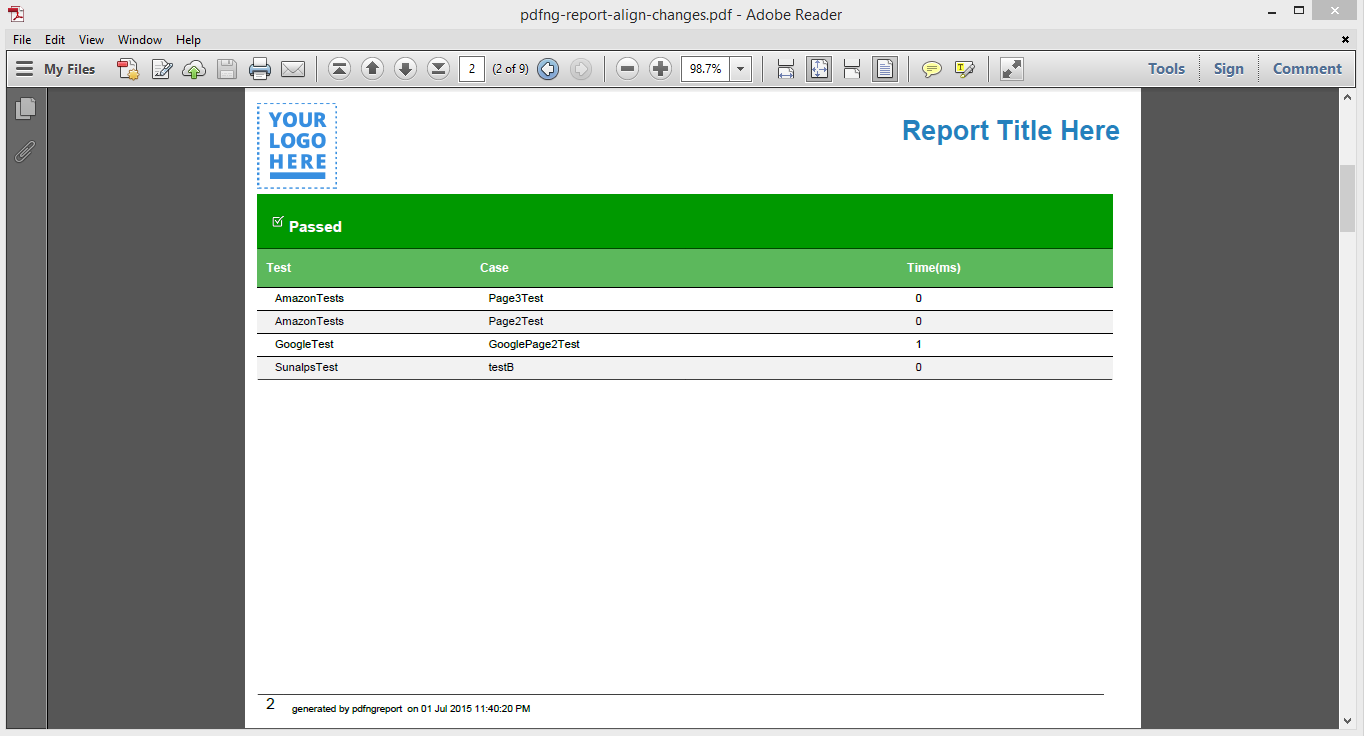 pdfng-report-align-changes.pdf - Adobe Reader
File Edit View Window Help
My Files 2 (2 of 9) 98.7% Tools Sign Comment
YOUR
LOGO
HERE
Report Title Here
Passed
Test Case Time(ms)
AmazonTests Page3Test 0
AmazonTests Page2Test 0
GoogleTest GooglePage2Test 1
SunalpsTest testB 0
2 generated by pdfngreport on 01 Jul 2015 11:40:20 PM